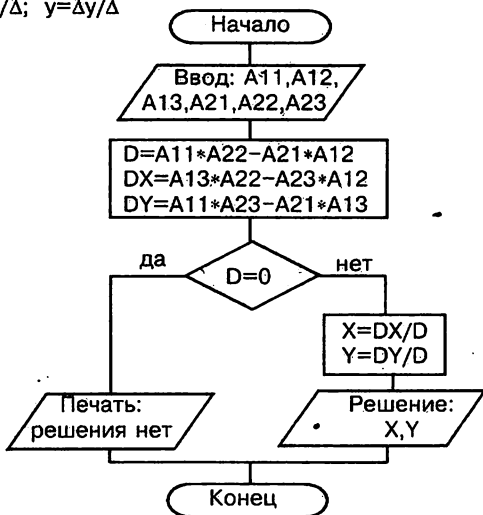 /Δ; y=Δy/Δ
Начало
Ввод: A11,A12,
A13,A21,A22,A23
D=A11*A22-A21*A12
DX=A13*A22-A23*A12
DY=A11*A23-A21*A13
да
D=0
нет
X=DX/D
Y=DY/D
Печать:
решения нет
Решение:
X,Y
Конец